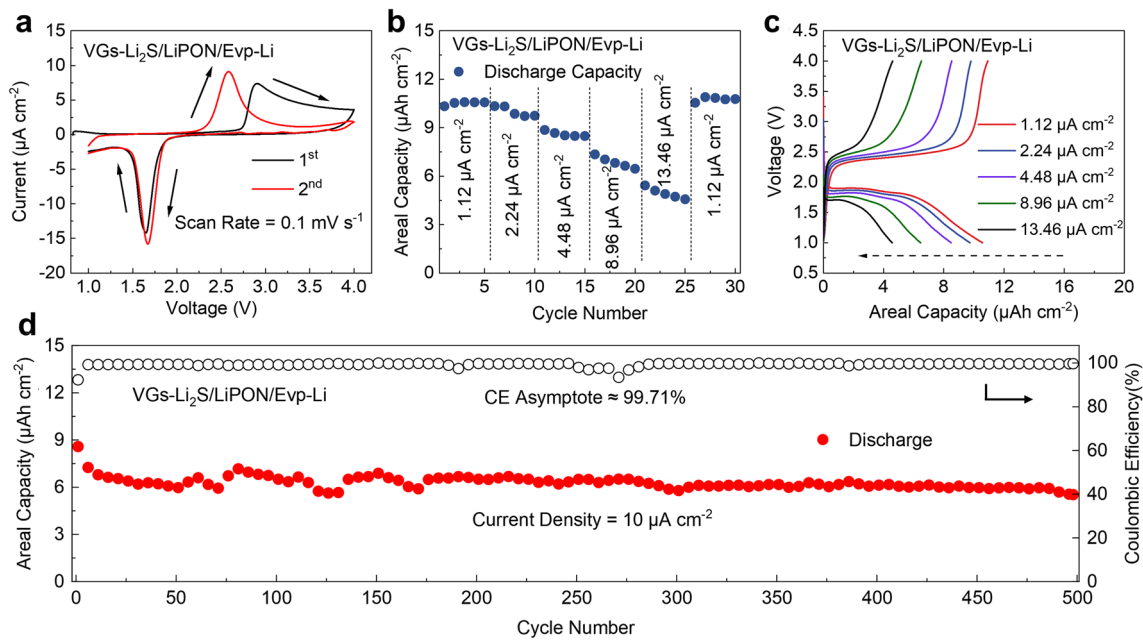 a
VGs-Li2S/LiPON/Evp-Li
Current (μA cm-2)
15
10
5
0
-5
-10
-15
-20
1st
2nd
Scan Rate = 0.1 mV s-1
1.0 1.5 2.0 2.5 3.0 3.5 4.0
Voltage (V)
b
VGs-Li2S/LiPON/Evp-Li
Discharge Capacity
Areal Capacity (μAh cm-2)
15
12
9
6
3
0
1.12 μA cm-2
2.24 μA cm-2
4.48 μA cm-2
8.96 μA cm-2
13.46 μA cm-2
1.12 μA cm-2
5 10 15 20 25 30
Cycle Number
c
VGs-Li2S/LiPON/Evp-Li
Voltage (V)
4.5
4.0
3.5
3.0
2.5
2.0
1.5
1.0
0.5
1.12 μA cm-2
2.24 μA cm-2
4.48 μA cm-2
8.96 μA cm-2
13.46 μA cm-2
0 4 8 12 16 20
Areal Capacity (μAh cm-2)
d
Areal Capacity (μAh cm-2)
15
12
9
6
3
0
VGs-Li2S/LiPON/Evp-Li
CE Asymptote ≈ 99.71%
Discharge
Current Density = 10 μA cm-2
100
80
60
40
20
0
Coulombic Efficiency(%)
0 50 100 150 200 250 300 350 400 450 500
Cycle Number